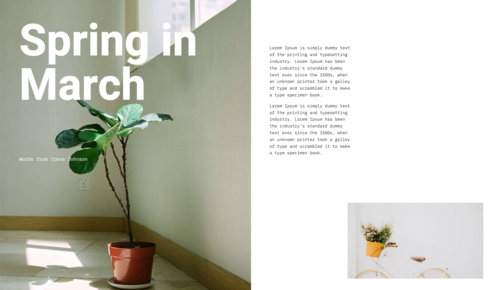 Spring in
March
Words from Irene Johnson
Lorem Ipsum is simply dummy text
of the printing and typesetting
industry. Lorem Ipsum has been
the industry's standard dummy
text ever since the 1500s, when
an unknown printer took a galley
of type and scrambled it to make
a type specimen book.
Lorem Ipsum is simply dummy text
of the printing and typesetting
industry. Lorem Ipsum has been
the industry's standard dummy
text ever since the 1500s, when
an unknown printer took a galley
of type and scrambled it to make
a type specimen book.